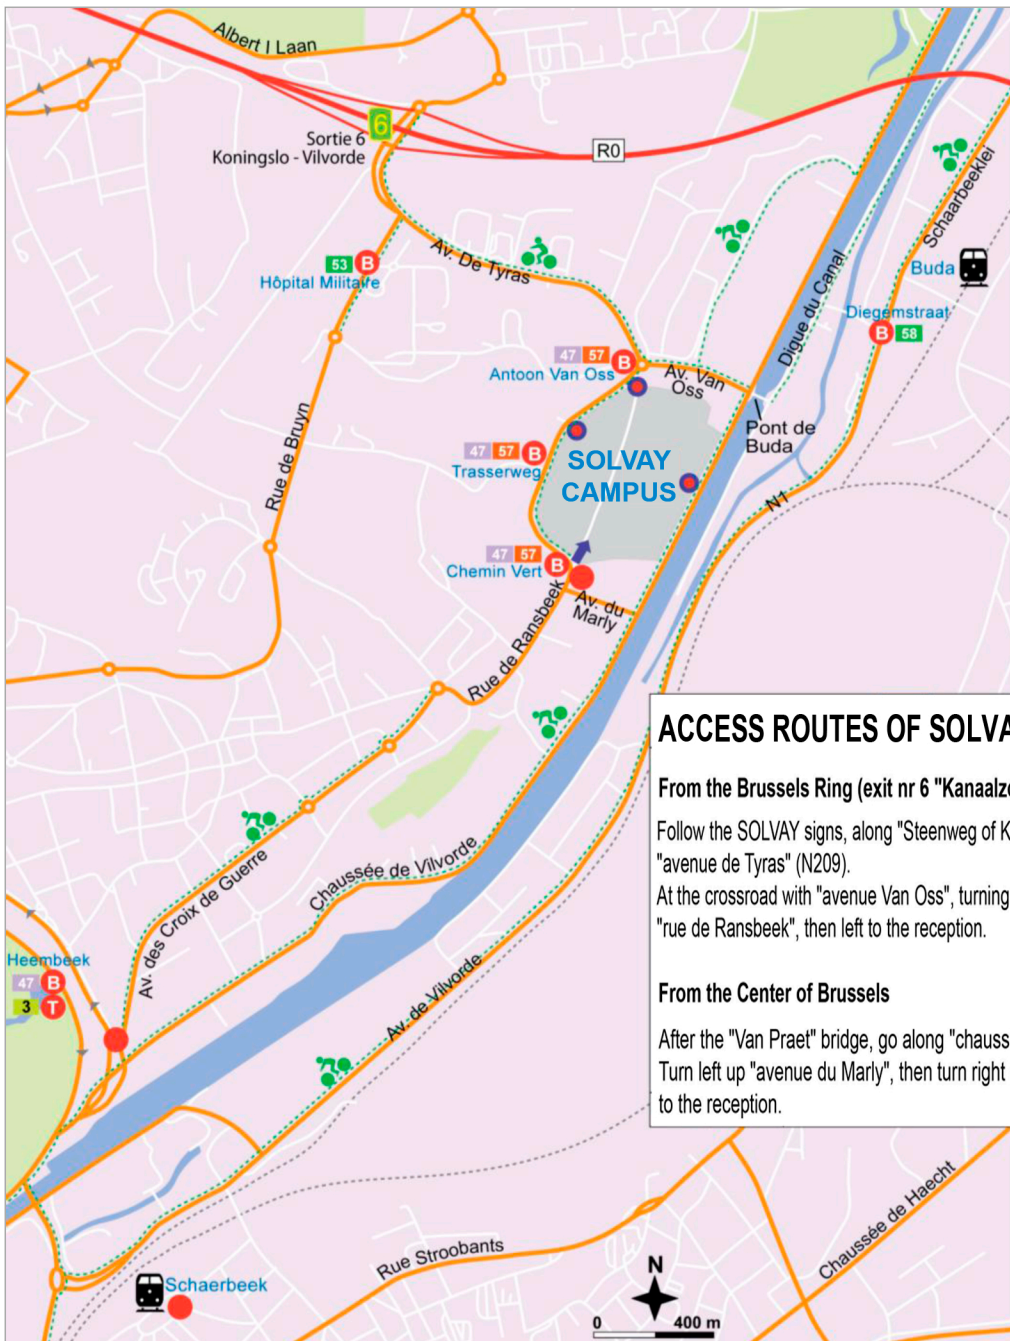 Albert I Laan
6
Sortie 6
Koningslo - Vilvorde
R0
Schaarbeeklei
53 B
Hôpital Militaire
Av. De Tyras
Buda
Dique du Canal
Diegemstraat
B 58
47 57 B
Antoon Van Oss
Av. Van
Oss
Pont de
Buda
Rue de Bruyn
47 57 B
Trasserweg
SOLVAY
CAMPUS
N1
47 57 B
Chemin Vert
Av. du
Marly
Rue de Ransbeek
ACCESS ROUTES OF SOLVA
From the Brussels Ring (exit nr 6 "Kanaalz
Follow the SOLVAY signs, along "Steenweg of K
"avenue de Tyras" (N209).
At the crossroad with "avenue Van Oss", turning
"rue de Ransbeek", then left to the reception.
From the Center of Brussels
After the "Van Praet" bridge, go along "chauss
Turn left up "avenue du Marly", then turn right
to the reception.
Chaussée de Vilvorde
Av. des Croix de Guerre
Heembeek
47 B
3 T
Av. de Vilvorde
Chaussée de Haecht
Rue Stroobants
Schaerbeek
N
0 400 m